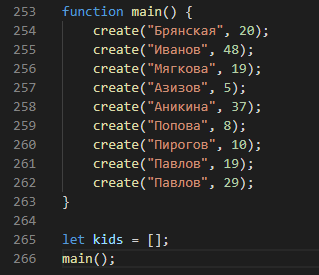 253 function main() {
254 create("Брянская", 20);
255 create("Иванов", 48);
256 create("Мягкова", 19);
257 create("Азизов", 5);
258 create("Аникина", 37);
259 create("Попова", 8);
260 create("Пирогов", 10);
261 create("Павлов", 19);
262 create("Павлов", 29);
263 }
264
265 let kids = [];
266 main();